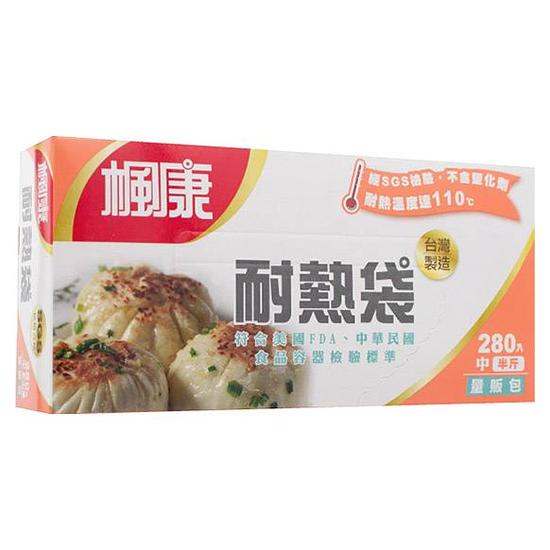 楓康
經SGS檢驗，不含塑化劑
耐熱溫度達110℃
台灣
製造
耐熱袋
符合美國FDA、中華民國
食品容器檢驗標準
280入
中 半斤
量販包
楓康
耐熱袋